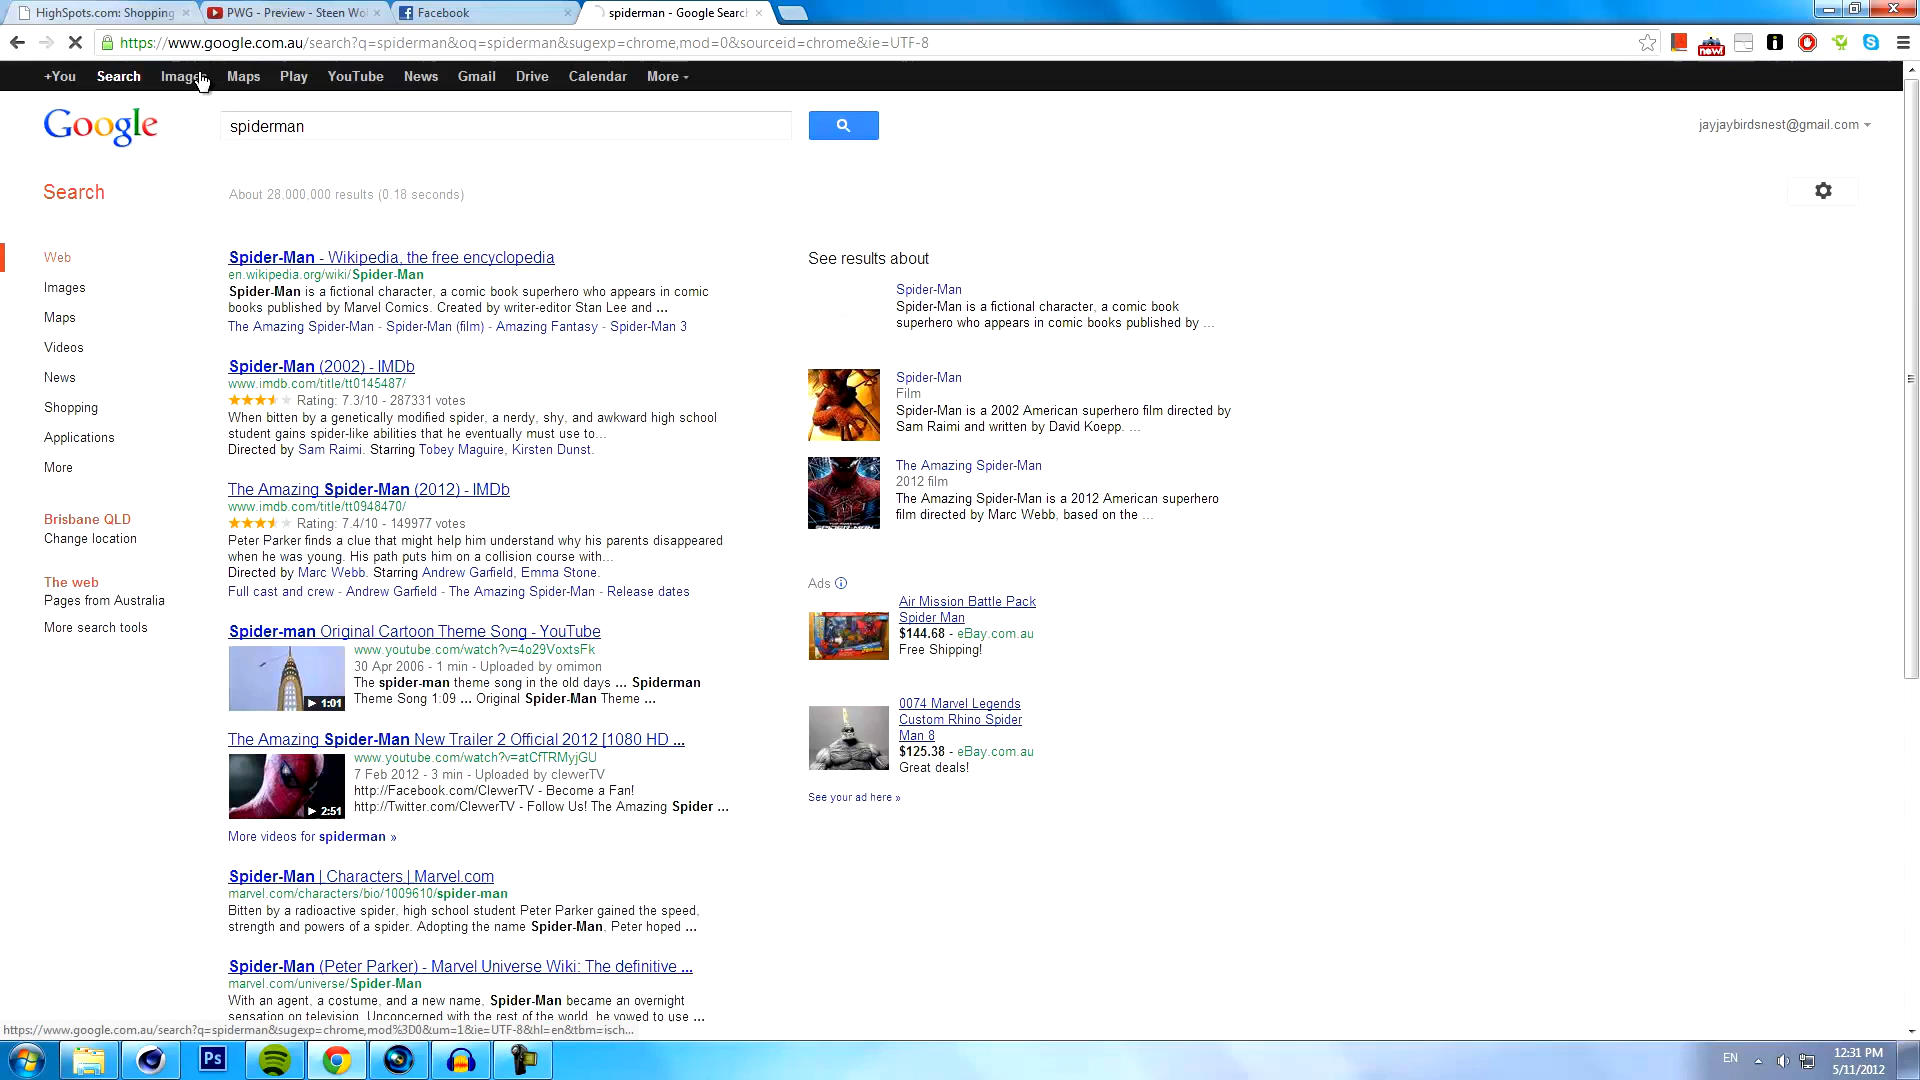 HighSpots.com: Shopping
PWG - Preview - Steen Wol
Facebook
spiderman - Google Search
https://www.google.com.au/search?q=spiderman&oq=spiderman&sugexp=chrome,mod=0&sourceid=chrome&ie=UTF-8
+You Search Images Maps Play YouTube News Gmail Drive Calendar More
Google
spiderman
jayjaybirdsnest@gmail.com
Search
About 28,000,000 results (0.18 seconds)
Web
Images
Maps
Videos
News
Shopping
Applications
More
Brisbane QLD
Change location
The web
Pages from Australia
More search tools
Spider-Man - Wikipedia, the free encyclopedia
en.wikipedia.org/wiki/Spider-Man
Spider-Man is a fictional character, a comic book superhero who appears in comic
books published by Marvel Comics. Created by writer-editor Stan Lee and ...
The Amazing Spider-Man - Spider-Man (film) - Amazing Fantasy - Spider-Man 3
Spider-Man (2002) - IMDb
www.imdb.com/title/tt0145487/
Rating: 7.3/10 - 287331 votes
When bitten by a genetically modified spider, a nerdy, shy, and awkward high school
student gains spider-like abilities that he eventually must use to...
Directed by Sam Raimi. Starring Tobey Maguire, Kirsten Dunst.
The Amazing Spider-Man (2012) - IMDb
www.imdb.com/title/tt0948470/
Rating: 7.4/10 - 149977 votes
Peter Parker finds a clue that might help him understand why his parents disappeared
when he was young. His path puts him on a collision course with...
Directed by Marc Webb. Starring Andrew Garfield, Emma Stone.
Full cast and crew - Andrew Garfield - The Amazing Spider-Man - Release dates
Spider-man Original Cartoon Theme Song - YouTube
www.youtube.com/watch?v=4o29VoxtsFk
30 Apr 2006 - 1 min - Uploaded by omimon
The spider-man theme song in the old days ... Spiderman
Theme Song 1:09 ... Original Spider-Man Theme ...
1:01
The Amazing Spider-Man New Trailer 2 Official 2012 [1080 HD ...
www.youtube.com/watch?v=atCfTRMyjGU
7 Feb 2012 - 3 min - Uploaded by clevverTV
http://Facebook.com/ClevverTV - Become a Fan!
http://Twitter.com/ClevverTV - Follow Us! The Amazing Spider ...
2:51
More videos for spiderman »
Spider-Man | Characters | Marvel.com
marvel.com/characters/bio/1009610/spider-man
Bitten by a radioactive spider, high school student Peter Parker gained the speed,
strength and powers of a spider. Adopting the name Spider-Man, Peter hoped ...
Spider-Man (Peter Parker) - Marvel Universe Wiki: The definitive ...
marvel.com/universe/Spider-Man
With an agent, a costume, and a new name, Spider-Man became an overnight
sensation on television. Unconcerned with the rest of the world, he vowed to use ...
See results about
Spider-Man
Spider-Man is a fictional character, a comic book
superhero who appears in comic books published by ...
Spider-Man
Film
Spider-Man is a 2002 American superhero film directed by
Sam Raimi and written by David Koepp. ...
The Amazing Spider-Man
2012 film
The Amazing Spider-Man is a 2012 American superhero
film directed by Marc Webb, based on the ...
Ads
Air Mission Battle Pack
Spider Man
$144.68 - eBay.com.au
Free Shipping!
0074 Marvel Legends
Custom Rhino Spider
Man 8
$125.38 - eBay.com.au
Great deals!
See your ad here »
https://www.google.com.au/search?q=spiderman&sugexp=chrome,mod%3D0&um=1&ie=UTF-8&hl=en&tbm=isch...
Ps
EN
12:31 PM
5/11/2012